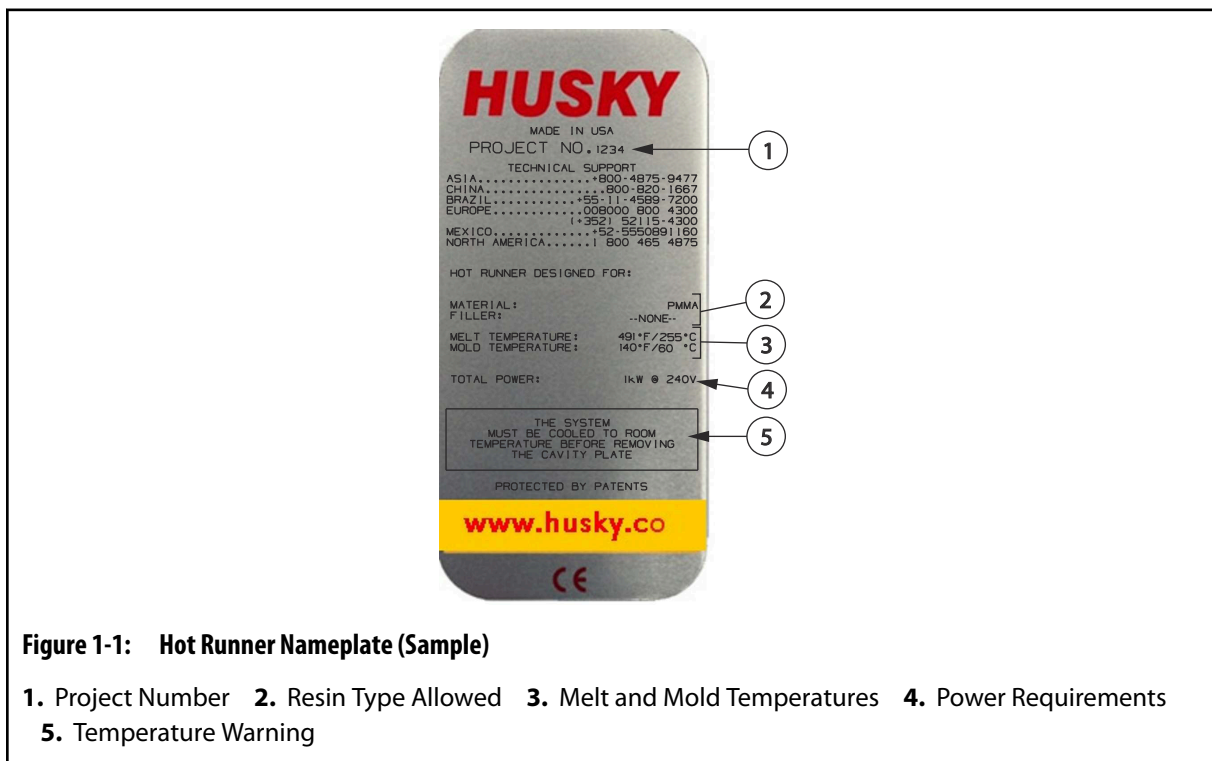 HUSKY
MADE IN USA
PROJECT NO.1234
1
TECHNICAL SUPPORT
ASIA...............+800-4875-9477
CHINA................800-820-1667
BRAZIL...........+55-11-4589-7200
EUROPE............008000 800 4300
(+352) 52115-4300
MEXICO.............+52-5550891160
NORTH AMERICA......1 800 465 4875
HOT RUNNER DESIGNED FOR:
MATERIAL: PMMA
FILLER: --NONE--
2
MELT TEMPERATURE: 491°F/255°C
MOLD TEMPERATURE: 140°F/60 °C
3
TOTAL POWER: 1kW @ 240V
4
THE SYSTEM
MUST BE COOLED TO ROOM
TEMPERATURE BEFORE REMOVING
THE CAVITY PLATE
5
PROTECTED BY PATENTS
www.husky.co
CE
Figure 1-1: Hot Runner Nameplate (Sample)
1. Project Number 2. Resin Type Allowed 3. Melt and Mold Temperatures 4. Power Requirements
5. Temperature Warning